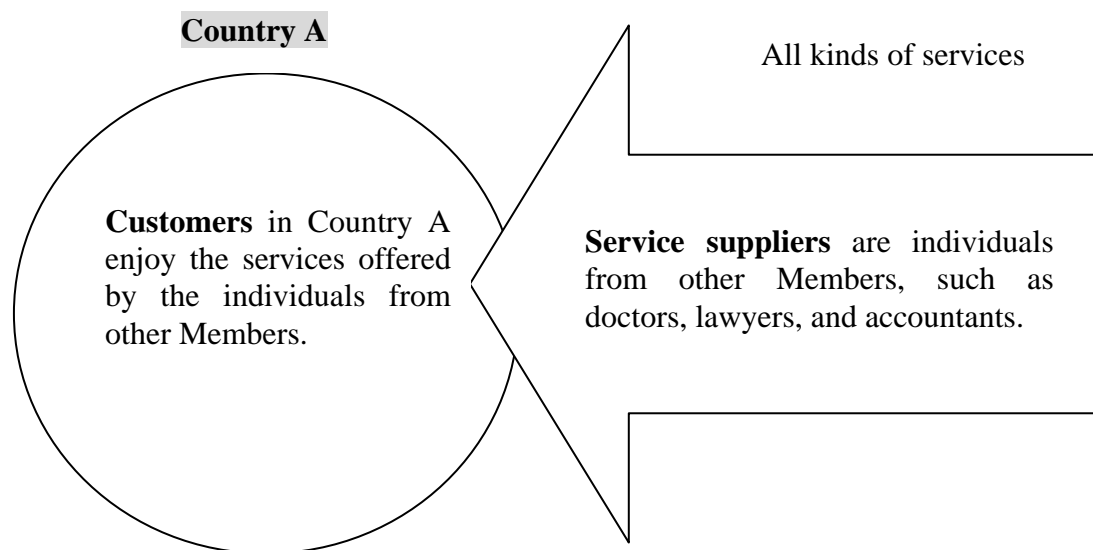 Country A
All kinds of services
Customers in Country A
enjoy the services offered
by the individuals from
other Members.
Service suppliers are individuals
from other Members, such as
doctors, lawyers, and accountants.